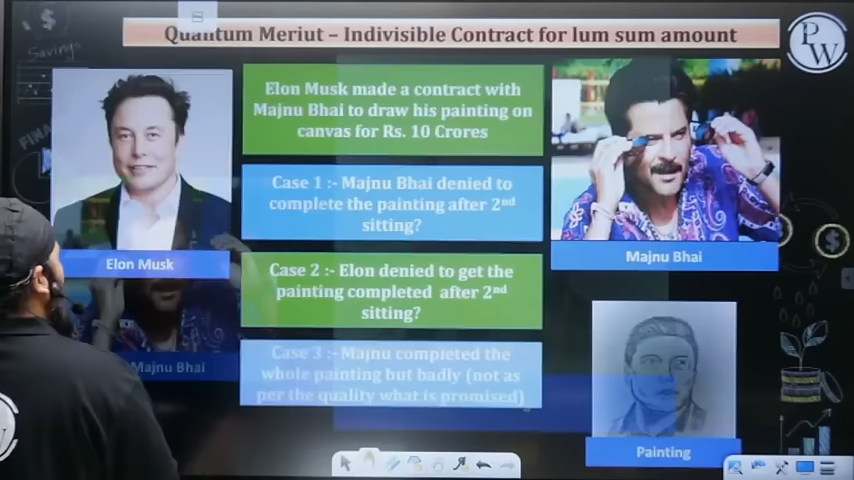 Quantum Meriut – Indivisible Contract for lum sum amount
PW
Savings
Elon Musk made a contract with
Majnu Bhai to draw his painting on
canvas for Rs. 10 Crores
Case 1 :- Majnu Bhai denied to
complete the painting after 2nd
sitting?
Elon Musk
Majnu Bhai
Case 2 :- Elon denied to get the
painting completed after 2nd
sitting?
Case 3 :- Majnu completed the
whole painting but badly (not as
per the quality what is promised)
Majnu Bhai
Painting